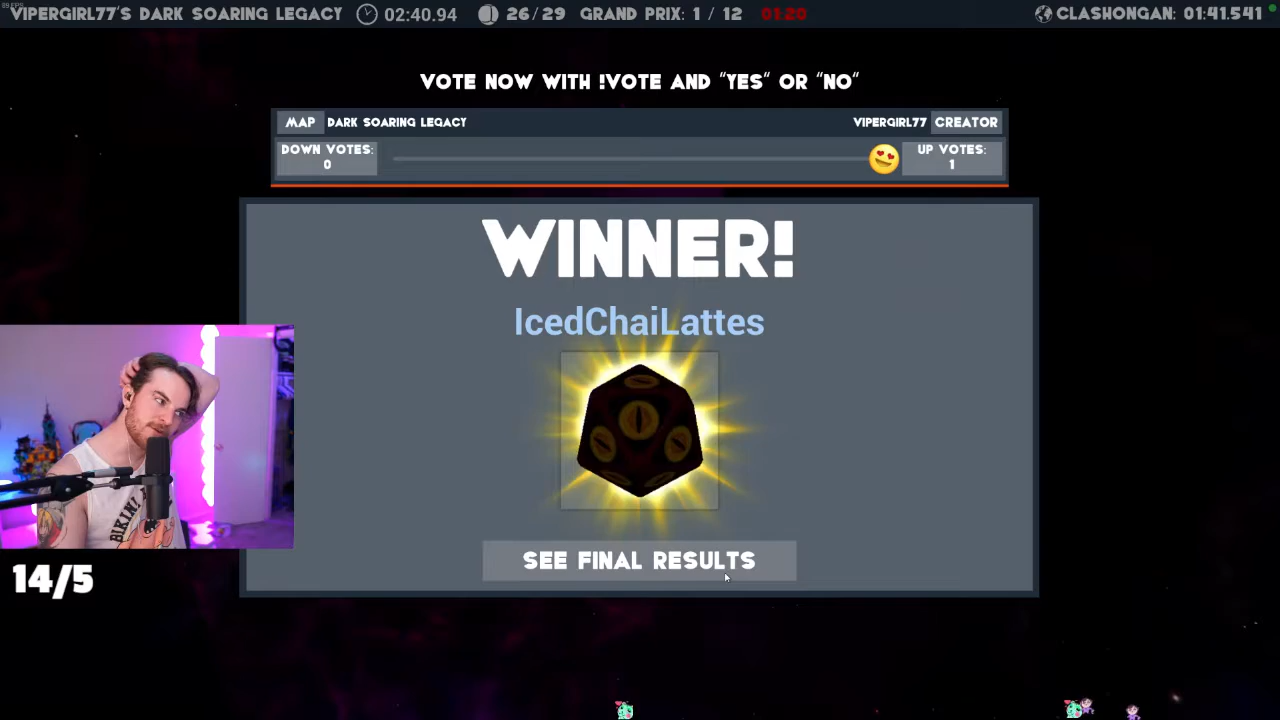 VIPERGIRL77'S DARK SOARING LEGACY 02:40.94 26/29 GRAND PRIX: 1 / 12 01:20 CLASHONGAN: 01:41.541
VOTE NOW WITH !VOTE AND "YES" OR "NO"
MAP DARK SOARING LEGACY VIPERGIRL77 CREATOR
DOWN VOTES: UP VOTES:
0 1
WINNER!
IcedChaiLattes
BIKINI
SEE FINAL RESULTS
14/5